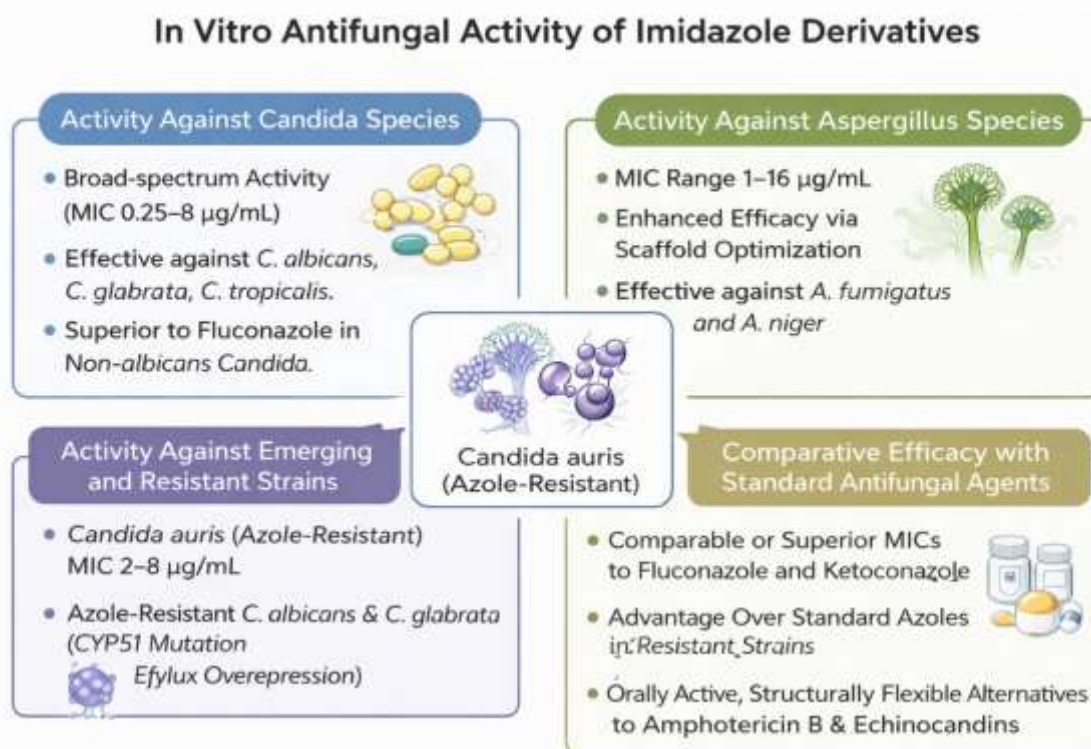 In Vitro Antifungal Activity of Imidazole Derivatives
Activity Against Candida Species
• Broad-spectrum Activity
(MIC 0.25–8 µg/mL)
• Effective against C. albicans,
C. glabrata, C. tropicalis.
• Superior to Fluconazole in
Non-albicans Candida.
Activity Against Aspergillus Species
• MIC Range 1–16 µg/mL
• Enhanced Efficacy via
Scaffold Optimization
• Effective against A. fumigatus
and A. niger
Candida auris
(Azole-Resistant)
Activity Against Emerging
and Resistant Strains
• Candida auris (Azole-Resistant)
MIC 2–8 µg/mL
• Azole-Resistant C. albicans & C. glabrata
(CYP51 Mutation
Efylux Overepression)
Comparative Efficacy with
Standard Antifungal Agents
• Comparable or Superior MICs
to Fluconazole and Ketoconazole
• Advantage Over Standard Azoles
in Resistant Strains
• Orally Active, Structurally Flexible Alternatives
to Amphotericin B & Echinocandins